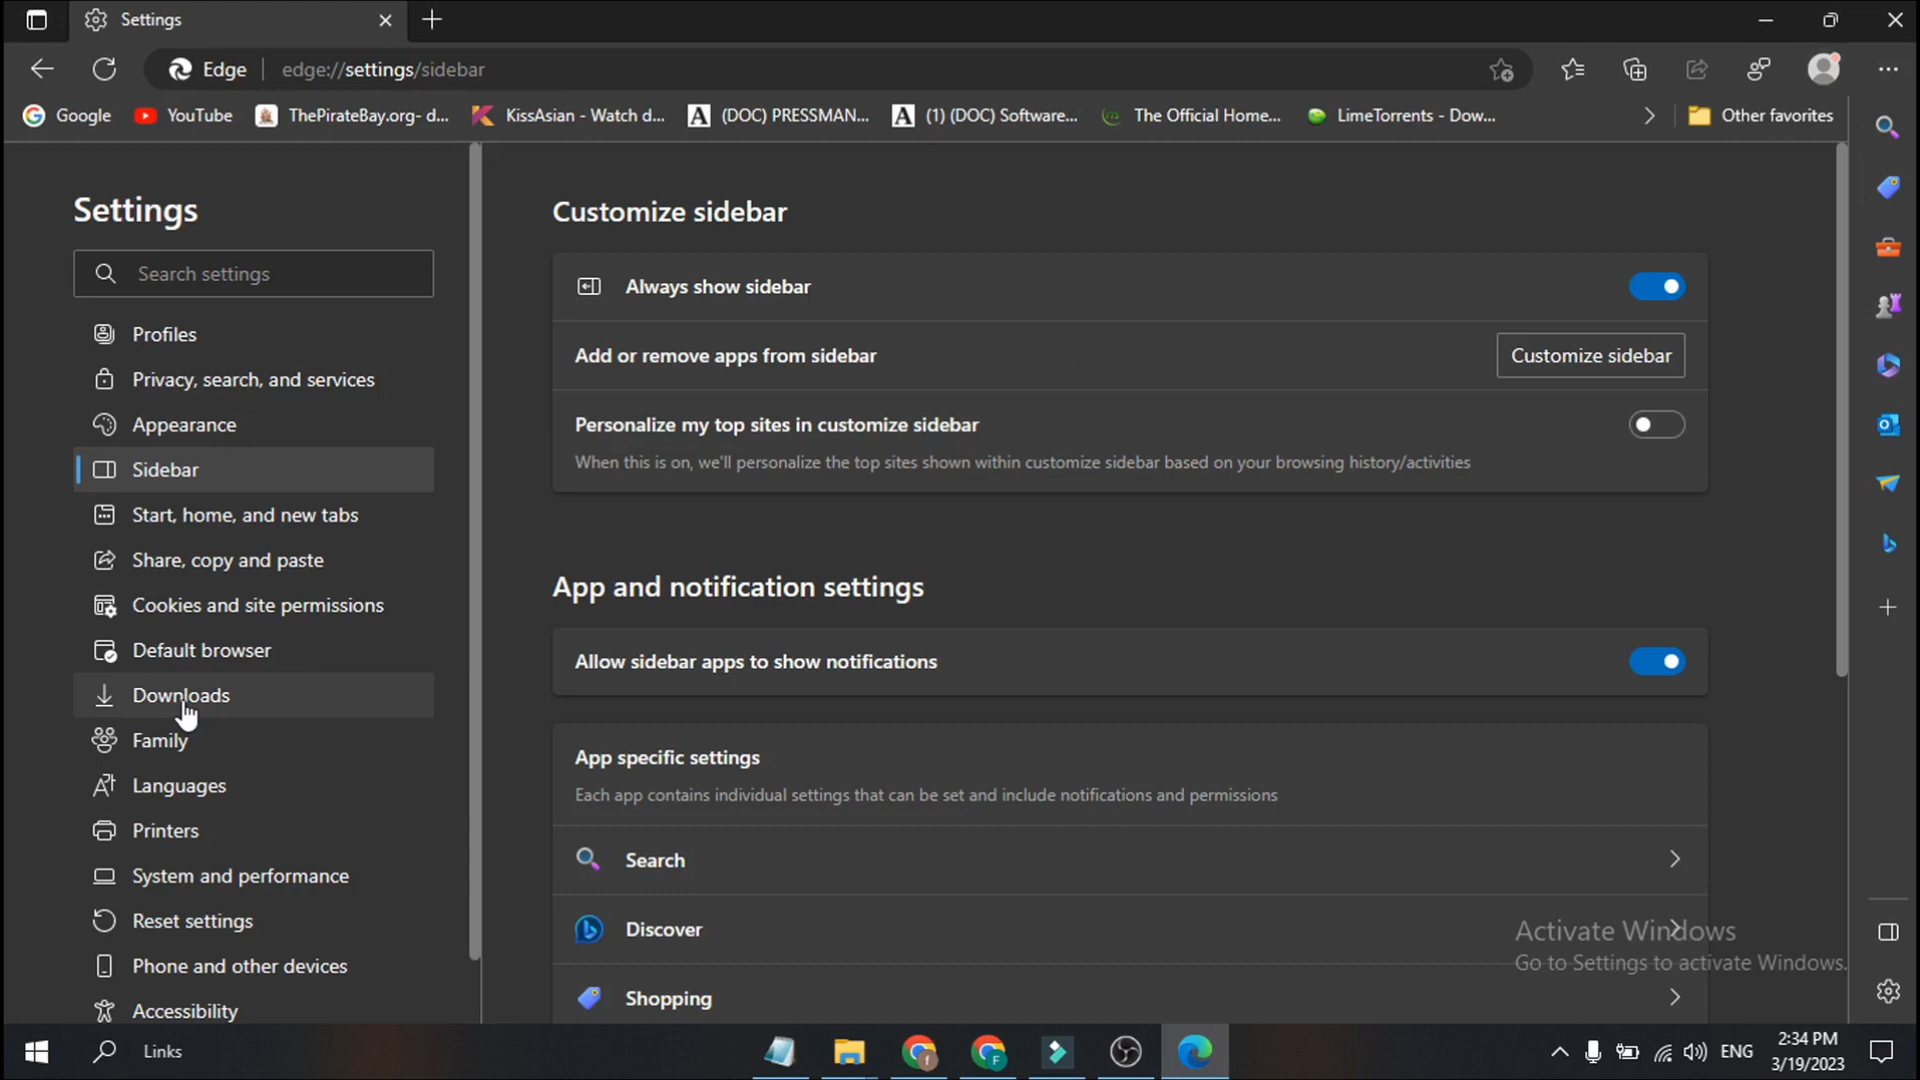 Settings
Edge
edge://settings/sidebar
Google
YouTube
ThePirateBay.org- d...
KissAsian - Watch d...
(DOC) PRESSMAN...
(1) (DOC) Software...
The Official Home...
LimeTorrents - Dow...
Other favorites
Settings
Search settings
Profiles
Privacy, search, and services
Appearance
Sidebar
Start, home, and new tabs
Share, copy and paste
Cookies and site permissions
Default browser
Downloads
Family
Languages
Printers
System and performance
Reset settings
Phone and other devices
Accessibility
Customize sidebar
Always show sidebar
Add or remove apps from sidebar
Customize sidebar
Personalize my top sites in customize sidebar
When this is on, we'll personalize the top sites shown within customize sidebar based on your browsing history/activities
App and notification settings
Allow sidebar apps to show notifications
App specific settings
Each app contains individual settings that can be set and include notifications and permissions
Search
Discover
Shopping
Activate Windows
Go to Settings to activate Windows.
Links
ENG
2:34 PM
3/19/2023